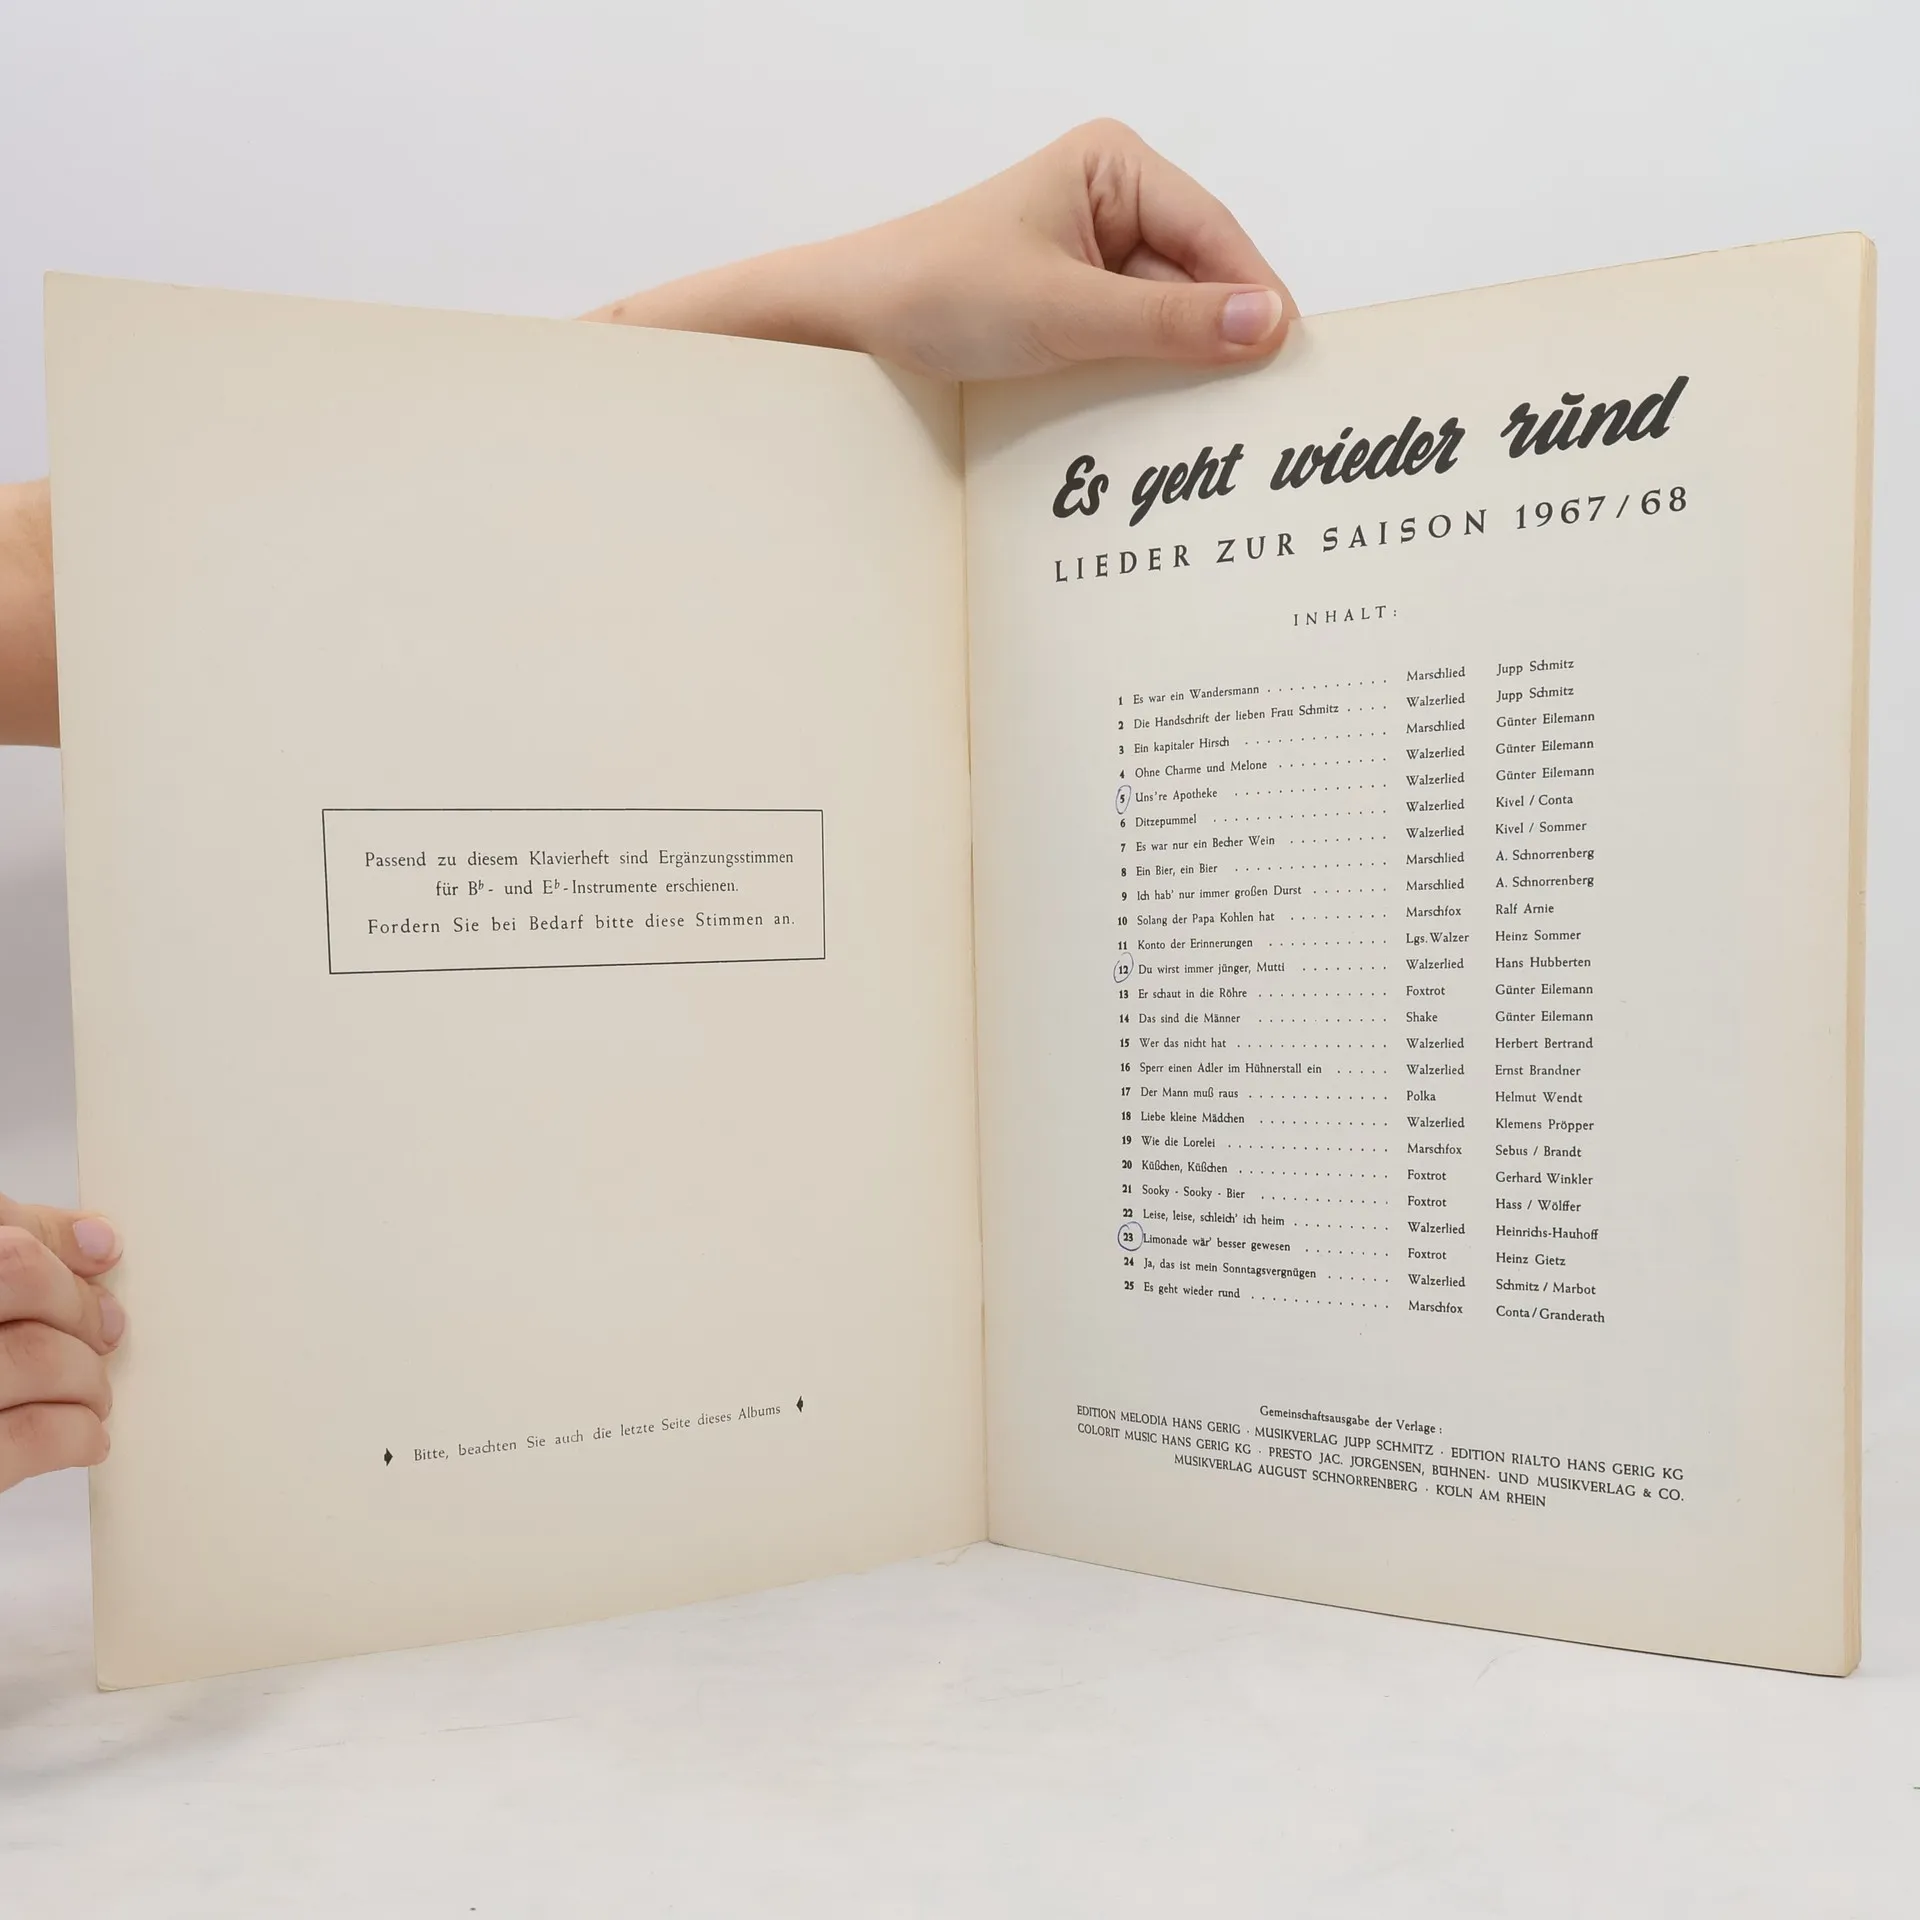 Passend zu diesem Klavierheft sind Ergänzungsstimmen
für Bb- und Eb-Instrumente erschienen.
Fordern Sie bei Bedarf bitte diese Stimmen an.
Bitte, beachten Sie auch die letzte Seite dieses Albums
Es geht wieder rund
LIEDER ZUR SAISON 1967/68
INHALT:
1 Es war ein Wandersmann . . . . . . . . . . . Marschlied Jupp Schmitz
2 Die Handschrift der lieben Frau Schmitz . . . . Walzerlied Jupp Schmitz
3 Ein kapitaler Hirsch . . . . . . . . . . . . . Marschlied Günter Eilemann
4 Ohne Charme und Melone . . . . . . . . . . Walzerlied Günter Eilemann
5 Uns're Apotheke . . . . . . . . . . . . . . Walzerlied Günter Eilemann
6 Ditzepummel . . . . . . . . . . . . . . . . Walzerlied Kivel / Conta
7 Es war nur ein Becher Wein . . . . . . . . . Walzerlied Kivel / Sommer
8 Ein Bier, ein Bier . . . . . . . . . . . . . . Marschlied A. Schnorrenberg
9 Ich hab' nur immer großen Durst . . . . . . . Marschlied A. Schnorrenberg
10 Solang der Papa Kohlen hat . . . . . . . . . Marschfox Ralf Arnie
11 Konto der Erinnerungen . . . . . . . . . . . Lgs. Walzer Heinz Sommer
12 Du wirst immer jünger, Mutti . . . . . . . . Walzerlied Hans Hubberten
13 Er schaut in die Röhre . . . . . . . . . . . . Foxtrot Günter Eilemann
14 Das sind die Männer . . . . . . . . . . . . Shake Günter Eilemann
15 Wer das nicht hat . . . . . . . . . . . . . . Walzerlied Herbert Bertrand
16 Sperr einen Adler im Hühnerstall ein . . . . . Walzerlied Ernst Brandner
17 Der Mann muß raus . . . . . . . . . . . . . Polka Helmut Wendt
18 Liebe kleine Mädchen . . . . . . . . . . . . Walzerlied Klemens Pröpper
19 Wie die Lorelei . . . . . . . . . . . . . . . Marschfox Sebus / Brandt
20 Küßchen, Küßchen . . . . . . . . . . . . . . Foxtrot Gerhard Winkler
21 Sooky - Sooky - Bier . . . . . . . . . . . . Foxtrot Hass / Wölffer
22 Leise, leise, schleich' ich heim . . . . . . . . . Walzerlied Heinrichs-Hauhoff
23 Limonade wär' besser gewesen . . . . . . . . Foxtrot Heinz Gietz
24 Ja, das ist mein Sonntagsvergnügen . . . . . . Walzerlied Schmitz / Marbot
25 Es geht wieder rund . . . . . . . . . . . . . Marschfox Conta / Granderath
Gemeinschaftsausgabe der Verlage:
EDITION MELODIA HANS GERIG · MUSIKVERLAG JUPP SCHMITZ · EDITION RIALTO HANS GERIG KG
COLORIT MUSIC HANS GERIG KG · PRESTO JAC. JÖRGENSEN, BÜHNEN- UND MUSIKVERLAG & CO.
MUSIKVERLAG AUGUST SCHNORRENBERG · KÖLN AM RHEIN